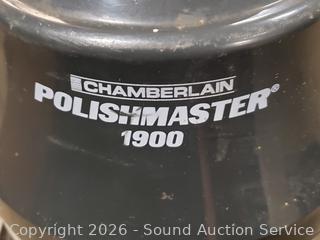 CHAMBERLAIN
POLISHMASTER®
1900
Copyright 2026 - Sound Auction Service